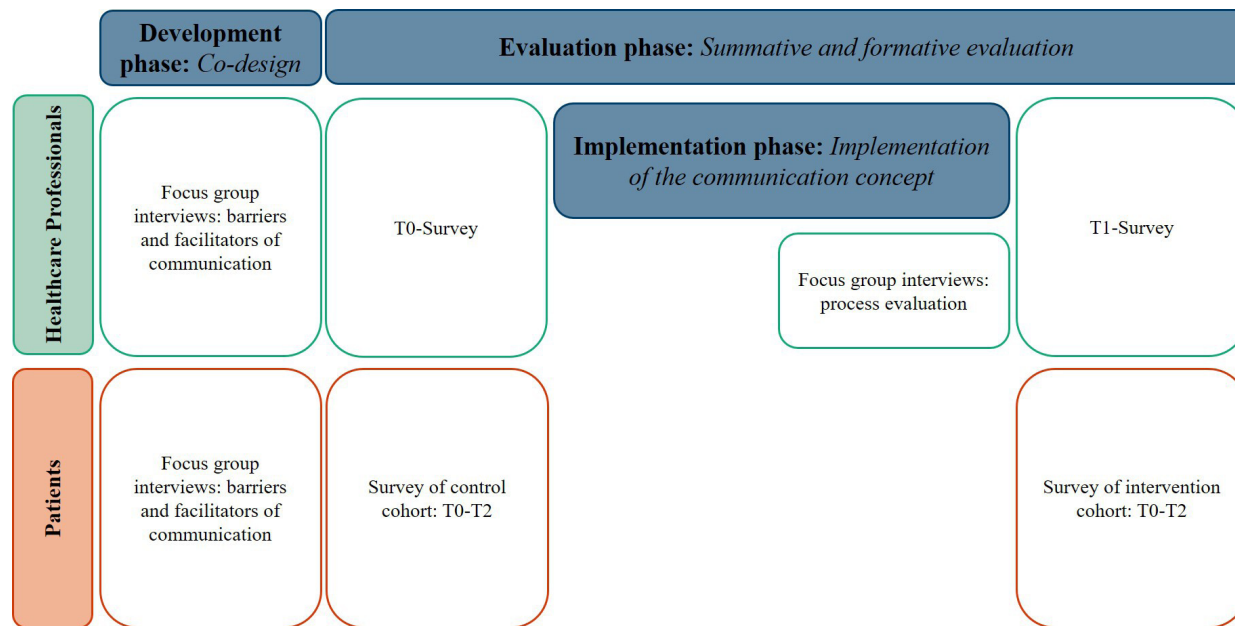 Development
phase: Co-design
Evaluation phase: Summative and formative evaluation
Healthcare Professionals
Focus group
interviews: barriers
and facilitators of
communication
T0-Survey
Implementation phase: Implementation
of the communication concept
Focus group interviews:
process evaluation
T1-Survey
Patients
Focus group
interviews: barriers
and facilitators of
communication
Survey of control
cohort: T0-T2
Survey of intervention
cohort: T0-T2